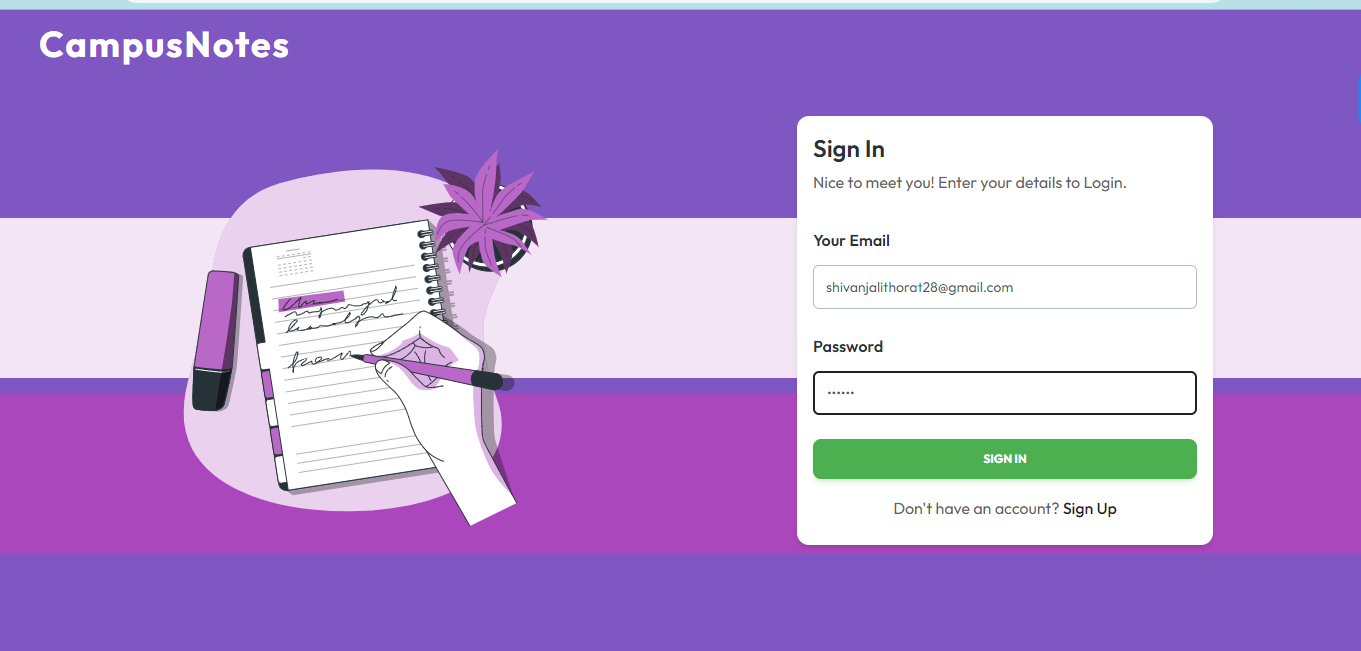 CampusNotes
Sign In
Nice to meet you! Enter your details to Login.
Your Email
shivanjalithorat28@gmail.com
Password
••••••
SIGN IN
Don't have an account? Sign Up